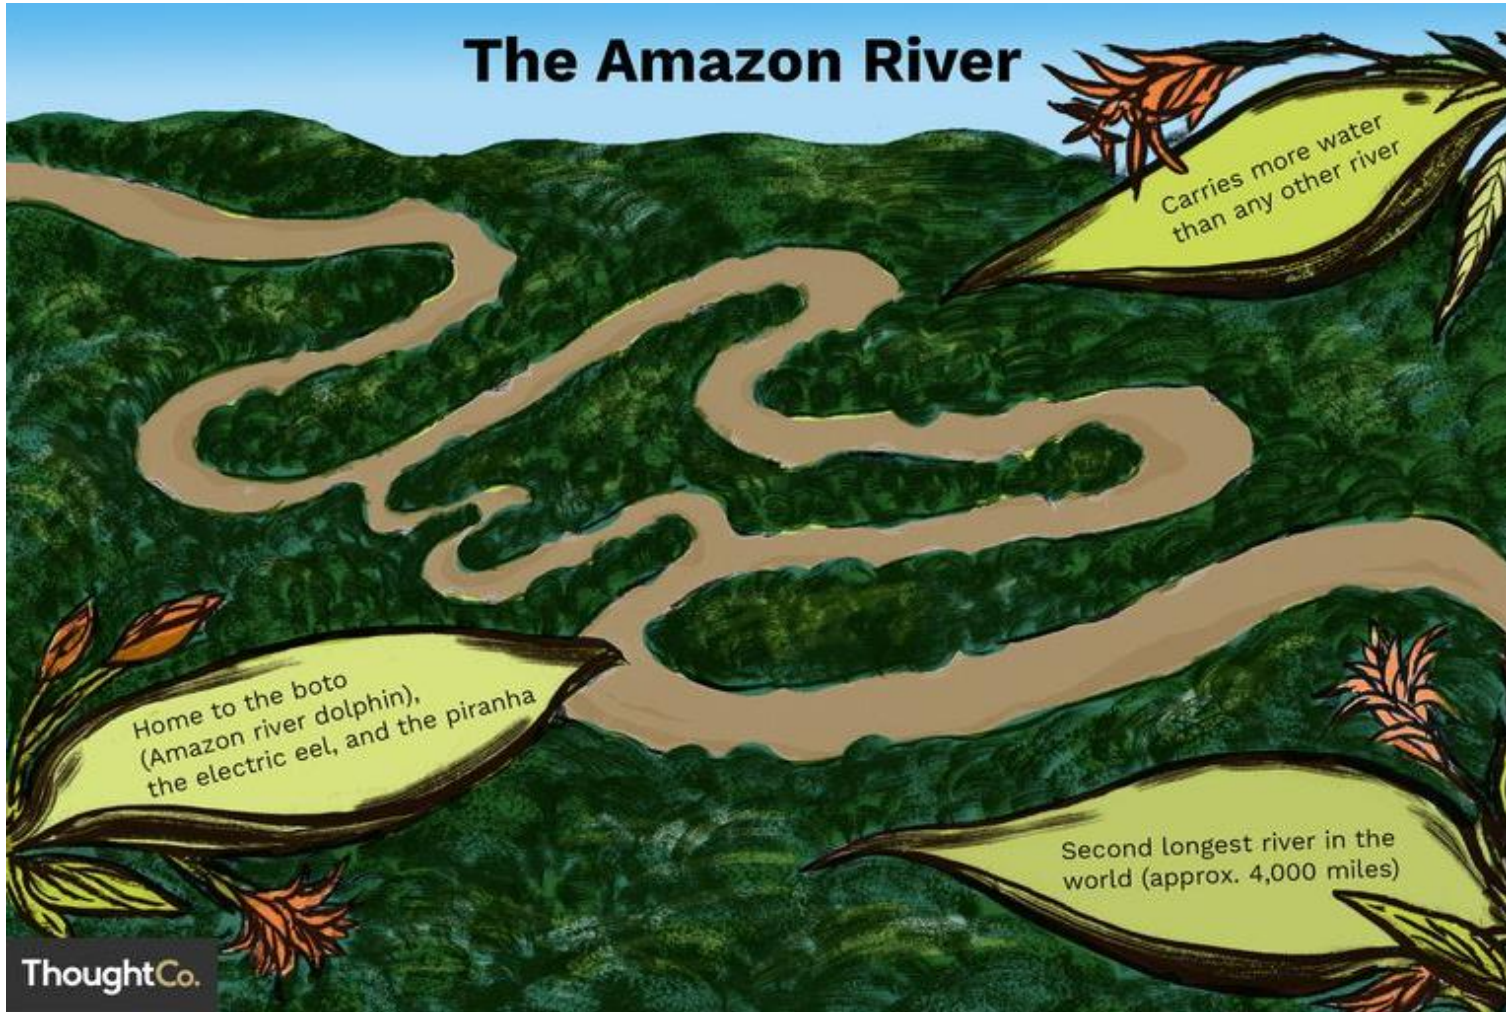 The Amazon River
Carries more water
than any other river
Home to the boto
(Amazon river dolphin),
the electric eel, and the piranha
Second longest river in the
world (approx. 4,000 miles)
ThoughtCo.